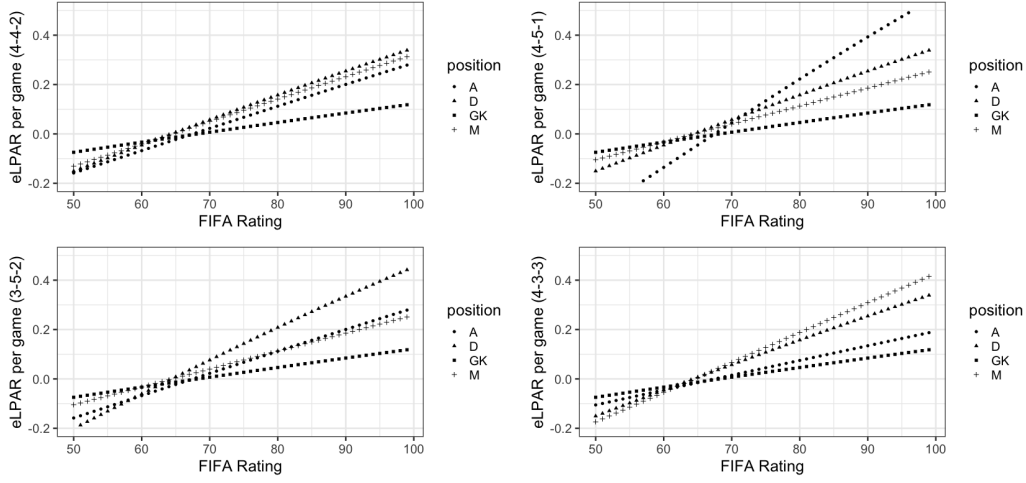 eLPAR per game (4-4-2)
0.4
0.2
0.0
-0.2
50 60 70 80 90 100
FIFA Rating
position
A
D
GK
M
eLPAR per game (4-5-1)
0.4
0.2
0.0
-0.2
50 60 70 80 90 100
FIFA Rating
position
A
D
GK
M
eLPAR per game (3-5-2)
0.4
0.2
0.0
-0.2
50 60 70 80 90 100
FIFA Rating
position
A
D
GK
M
eLPAR per game (4-3-3)
0.4
0.2
0.0
-0.2
50 60 70 80 90 100
FIFA Rating
position
A
D
GK
M